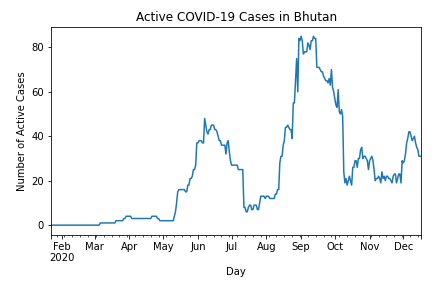 Active COVID-19 Cases in Bhutan
80
60
40
20
0
Number of Active Cases
Feb Mar Apr May Jun Jul Aug Sep Oct Nov Dec
2020
Day